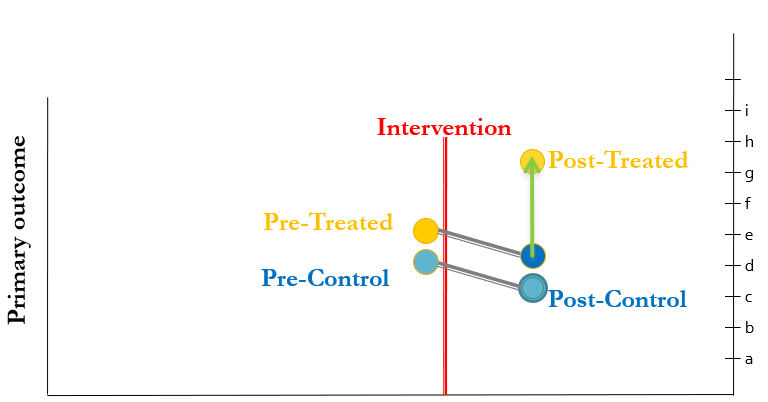 Intervention
Post-Treated
Pre-Treated
Pre-Control
Post-Control
Primary outcome
i
h
g
f
e
d
c
b
a